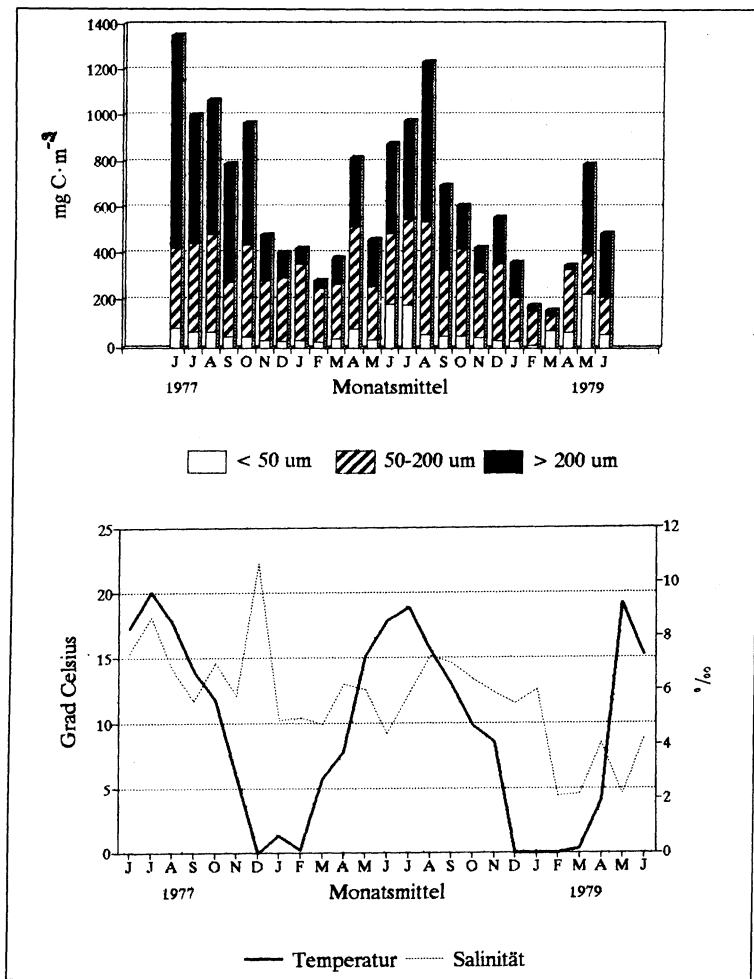 1400
1200
1000
800
600
400
200
0
mg C · m⁻³
J J A S O N D J F M A M J J A S O N D J F M A M J
1977 Monatsmittel 1979
< 50 um 50-200 um > 200 um
25
20
15
10
5
0
Grad Celsius
12
10
8
6
4
2
0
J J A S O N D J F M A M J J A S O N D J F M A M J
1977 Monatsmittel 1979
Temperatur Salinität